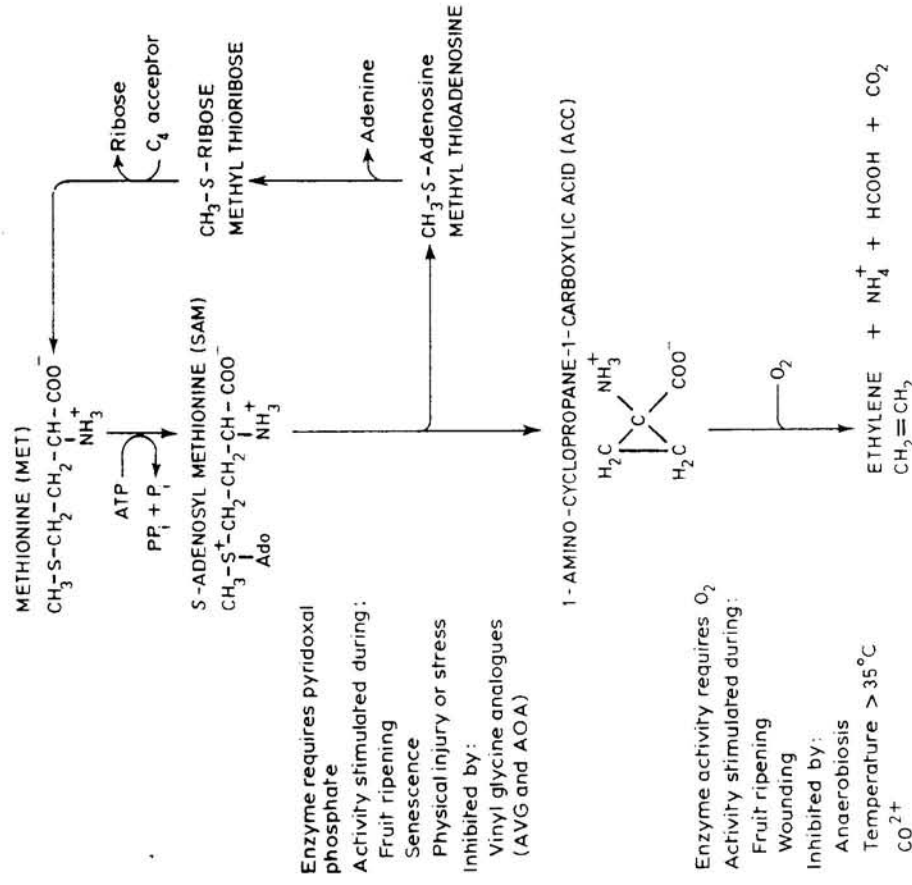 METHIONINE (MET)
CH₃-S-CH₂-CH₂-CH-COO⁻
NH₃⁺
ATP
PPᵢ + Pᵢ
Ribose
C₄ acceptor
S-ADENOSYL METHIONINE (SAM)
CH₃-S⁺-CH₂-CH₂-CH-COO⁻
Ado
NH₃⁺
CH₃-S-RIBOSE
METHYL THIORIBOSE
Adenine
Enzyme requires pyridoxal
phosphate
Activity stimulated during:
Fruit ripening
Senescence
Physical injury or stress
Inhibited by:
Vinyl glycine analogues
(AVG and AOA)
CH₃-S-Adenosine
METHYL THIOADENOSINE
1-AMINO-CYCLOPROPANE-1-CARBOXYLIC ACID (ACC)
H₂C
H₂C
C
NH₃⁺
COO⁻
Enzyme activity requires O₂
Activity stimulated during:
Fruit ripening
Wounding
Inhibited by:
Anaerobiosis
Temperature >35°C
CO²⁺
O₂
ETHYLENE + NH₄⁺ + HCOOH + CO₂
CH₂=CH₂